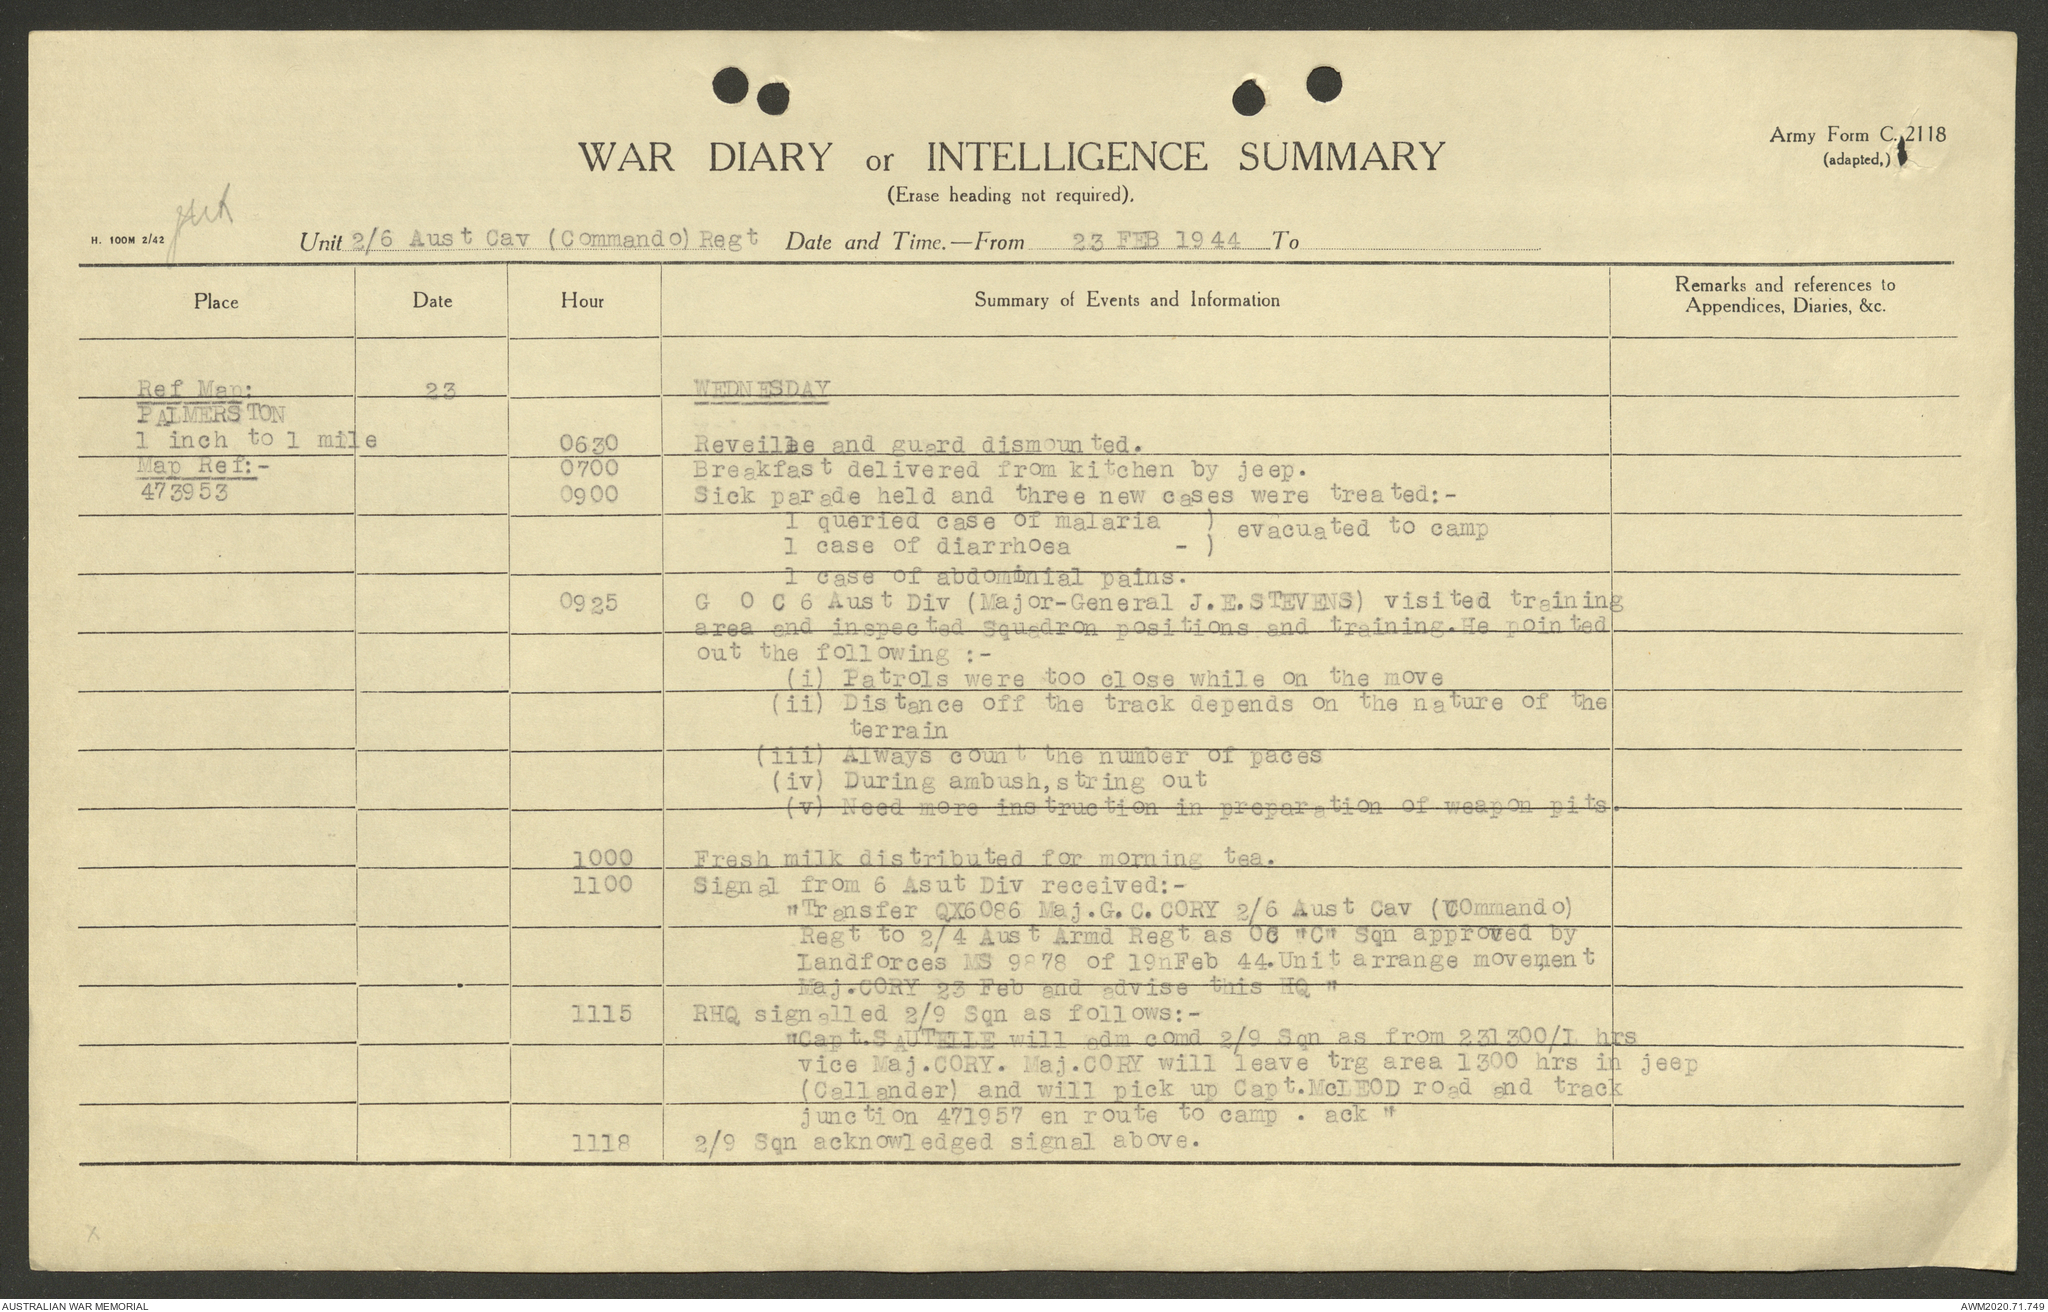 Army Form C. 2118
(adapted,)
WAR DIARY or INTELLIGENCE SUMMARY
(Erase heading not required).
H. 100M 2/42
Unit 2/6 Aust Cav (Commando) Regt Date and Time.—From 23 FEB 1944 To
Place Date Hour Summary of Events and Information Remarks and references to
Appendices, Diaries, &c.
Ref Map: 23 WEDNESDAY
PALMERSTON
1 inch to 1 mile 0630 Reveille and guard dismounted.
Map Ref:- 0700 Breakfast delivered from kitchen by jeep.
473953 0900 Sick parade held and three new cases were treated:-
1 queried case of malaria ) evacuated to camp
1 case of diarrhoea - )
1 case of abdominial pains.
0925 G O C 6 Aust Div (Major-General J.E.STEVENS) visited training
area and inspected Squadron positions and training.He pointed
out the following :-
(i) Patrols were too close while on the move
(ii) Distance off the track depends on the nature of the
terrain
(iii) Always count the number of paces
(iv) During ambush,string out
(v) Need more instruction in preparation of weapon pits.
1000 Fresh milk distributed for morning tea.
1100 Signal from 6 Asut Div received:-
"Transfer QX6086 Maj.G.C.CORY 2/6 Aust Cav (COmmando)
Regt to 2/4 Aust Armd Regt as OC "C" Sqn approved by
Landforces MS 9878 of 19nFeb 44.Unit arrange movement
Maj.CORY 23 Feb and advise this HQ "
1115 RHQ signalled 2/9 Sqn as follows:-
"Capt.SAUTELLE will adm comd 2/9 Sqn as from 231300/L hrs
vice Maj.CORY. Maj.CORY will leave trg area 1300 hrs in jeep
(Callander) and will pick up Capt.McLEOD road and track
junction 471957 en route to camp . ack "
1118 2/9 Sqn acknowledged signal above.
x
AUSTRALIAN WAR MEMORIAL AWM2020.71.749